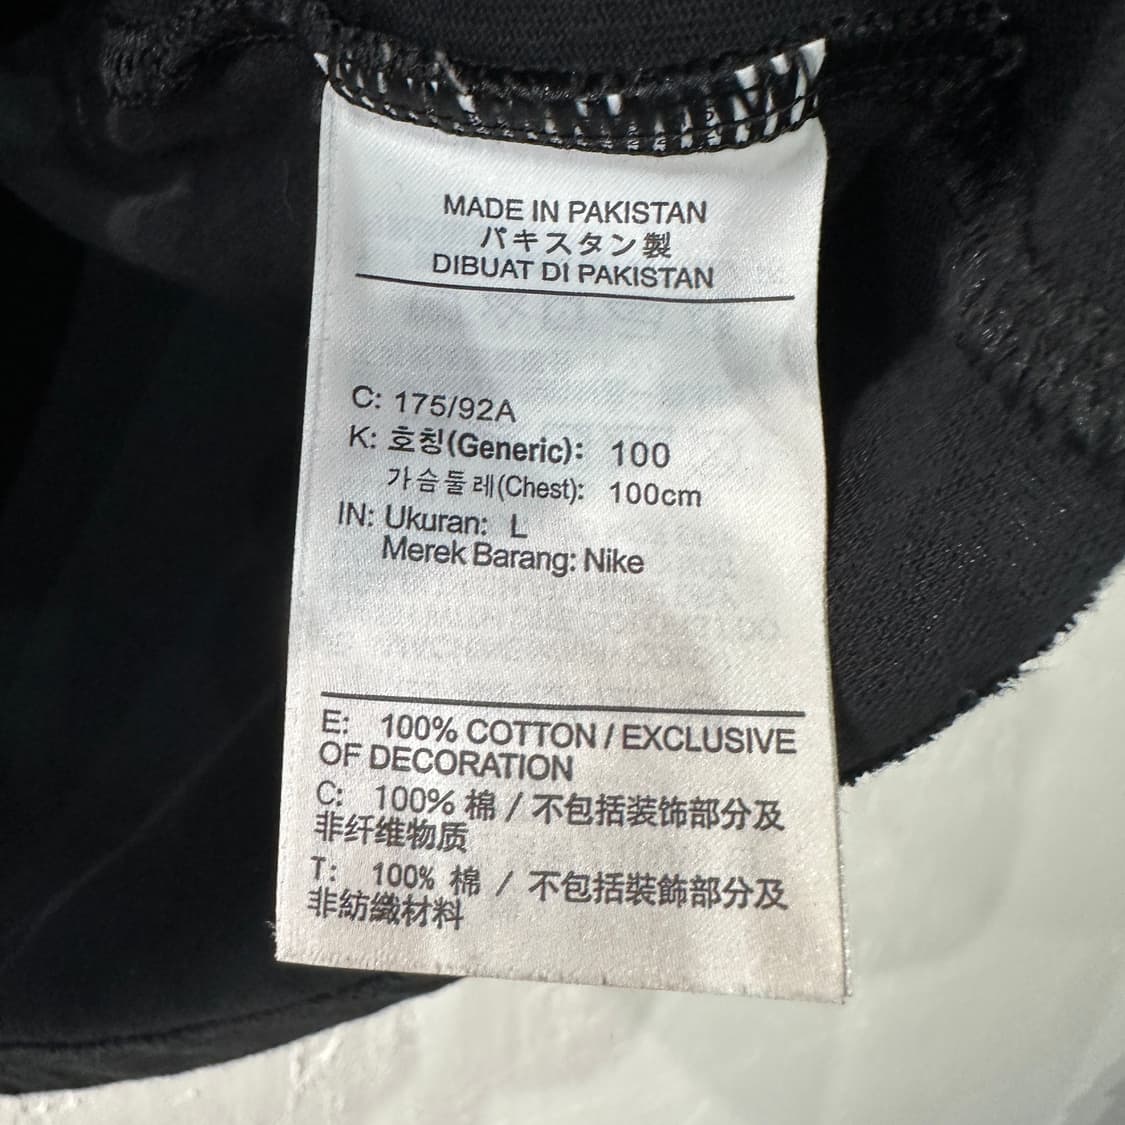 MADE IN PAKISTAN
パキスタン製
DIBUAT DI PAKISTAN
C: 175/92A
K: 호칭(Generic): 100
가슴둘레(Chest): 100cm
IN: Ukuran: L
Merek Barang: Nike
E: 100% COTTON / EXCLUSIVE
OF DECORATION
C: 100% 棉 / 不包括装饰部分及
非纤维物质
T: 100% 棉 / 不包括裝飾部分及
非紡織材料